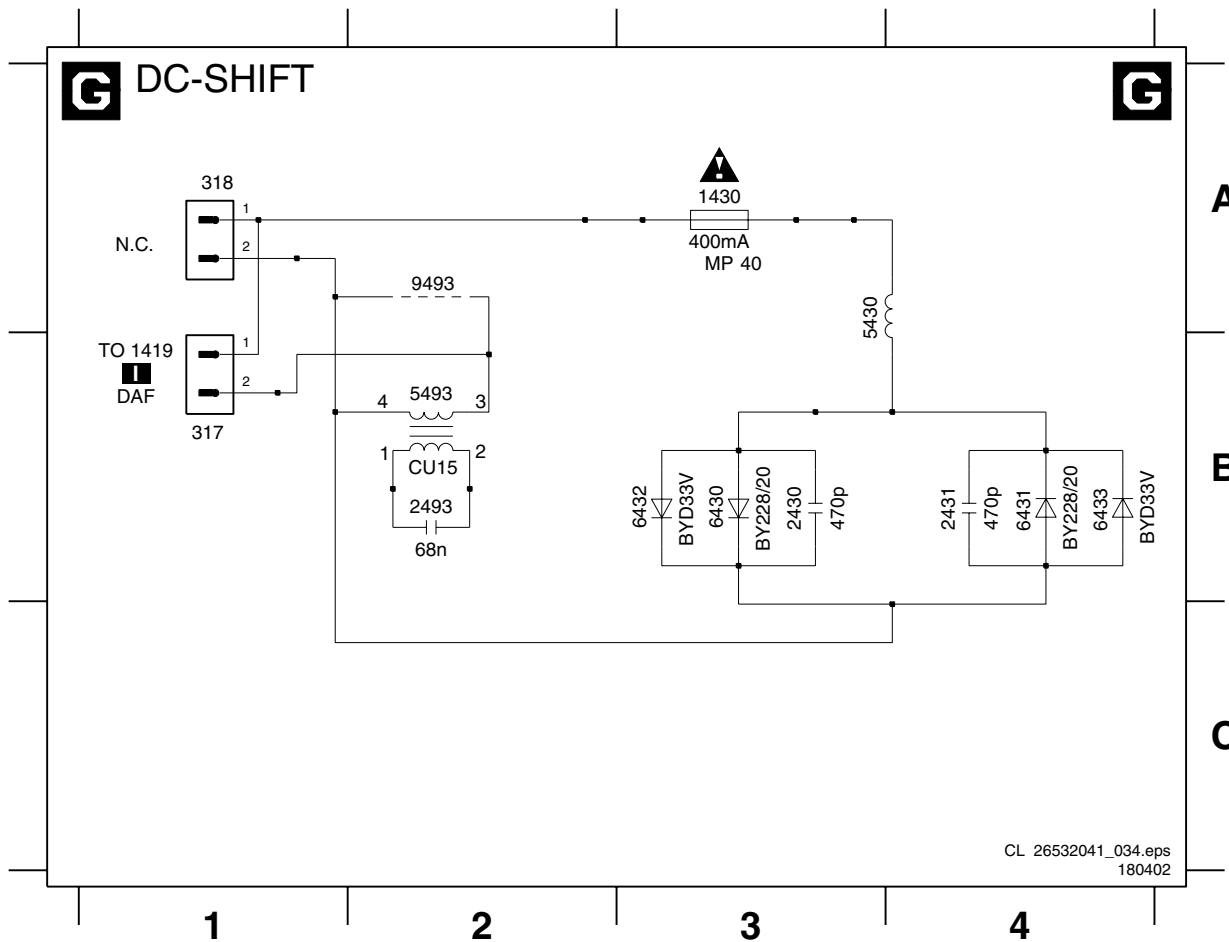 G DC-SHIFT G
318
1
N.C.
2
1430
400mA
MP 40
A
9493
5430
TO 1419
1
I
DAF
2
317
4 5493 3
1 CU15 2
2493
68n
6432
BYD33V
6430
BY228/20
2430
470p
2431
470p
6431
BY228/20
6433
BYD33V
B
C
CL 26532041_034.eps
180402
1 2 3 4